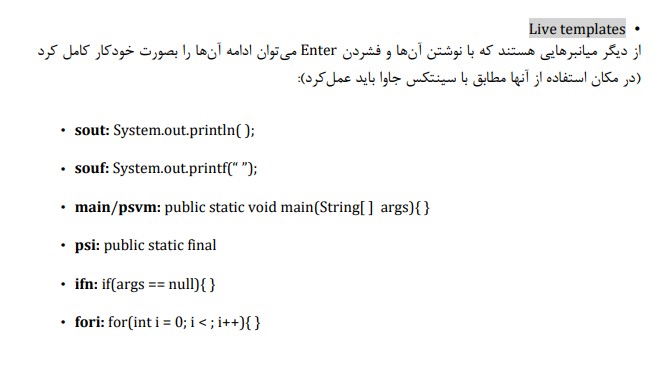 • Live templates
از دیگر میانبرهایی هستند که با نوشتن آن‌ها و فشردن Enter می‌توان ادامه آن‌ها را بصورت خودکار کامل کرد
(در مکان استفاده از آنها مطابق با سینتکس جاوا باید عمل‌کرد):
• sout: System.out.println( );
• souf: System.out.printf(“ ”);
• main/psvm: public static void main(String[ ] args){ }
• psi: public static final
• ifn: if(args == null){ }
• fori: for(int i = 0; i < ; i++){ }